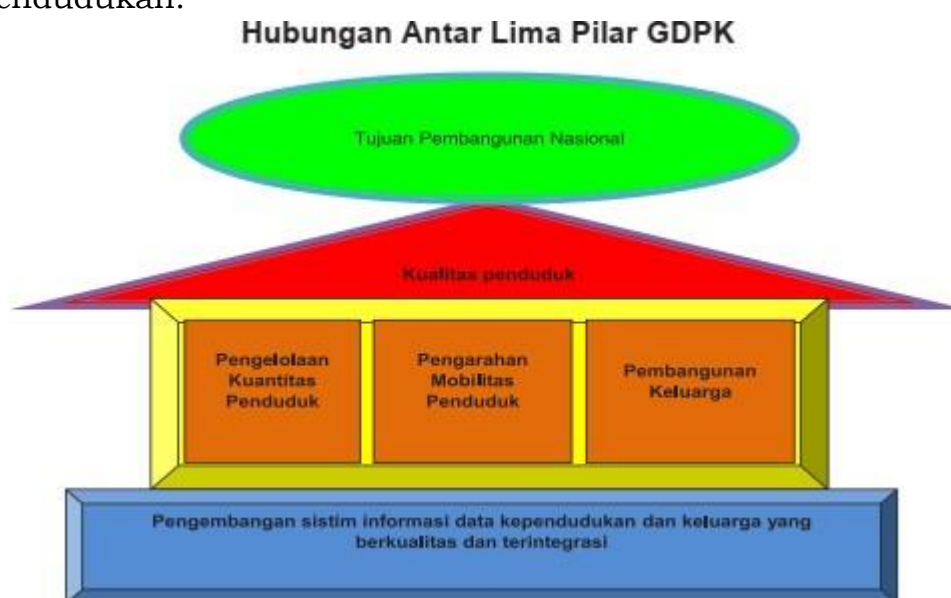 endudukan.
Hubungan Antar Lima Pilar GDPK
Tujuan Pembangunan Nasional
Kualitas penduduk
Pengelolaan
Kuantitas
Penduduk
Pengarahan
Mobilitas
Penduduk
Pembangunan
Keluarga
Pengembangan sistim informasi data kependudukan dan keluarga yang
berkualitas dan terintegrasi